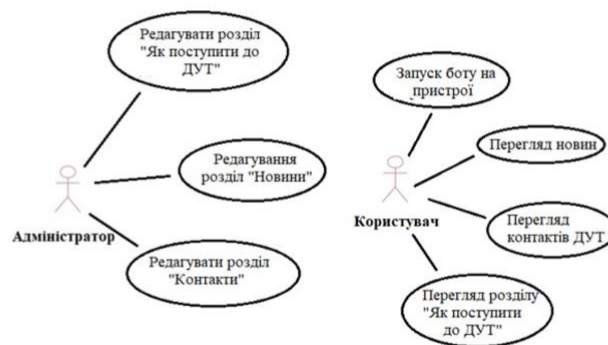 Редагувати розділ
"Як поступити до
ДУТ"
Редагування
розділ "Новини"
Адміністратор
Редагувати розділ
"Контакти"
Запуск боту на
пристрої
Перегляд новин
Користувач
Перегляд
контактів ДУТ
Перегляд розділу
"Як поступити
до ДУТ"